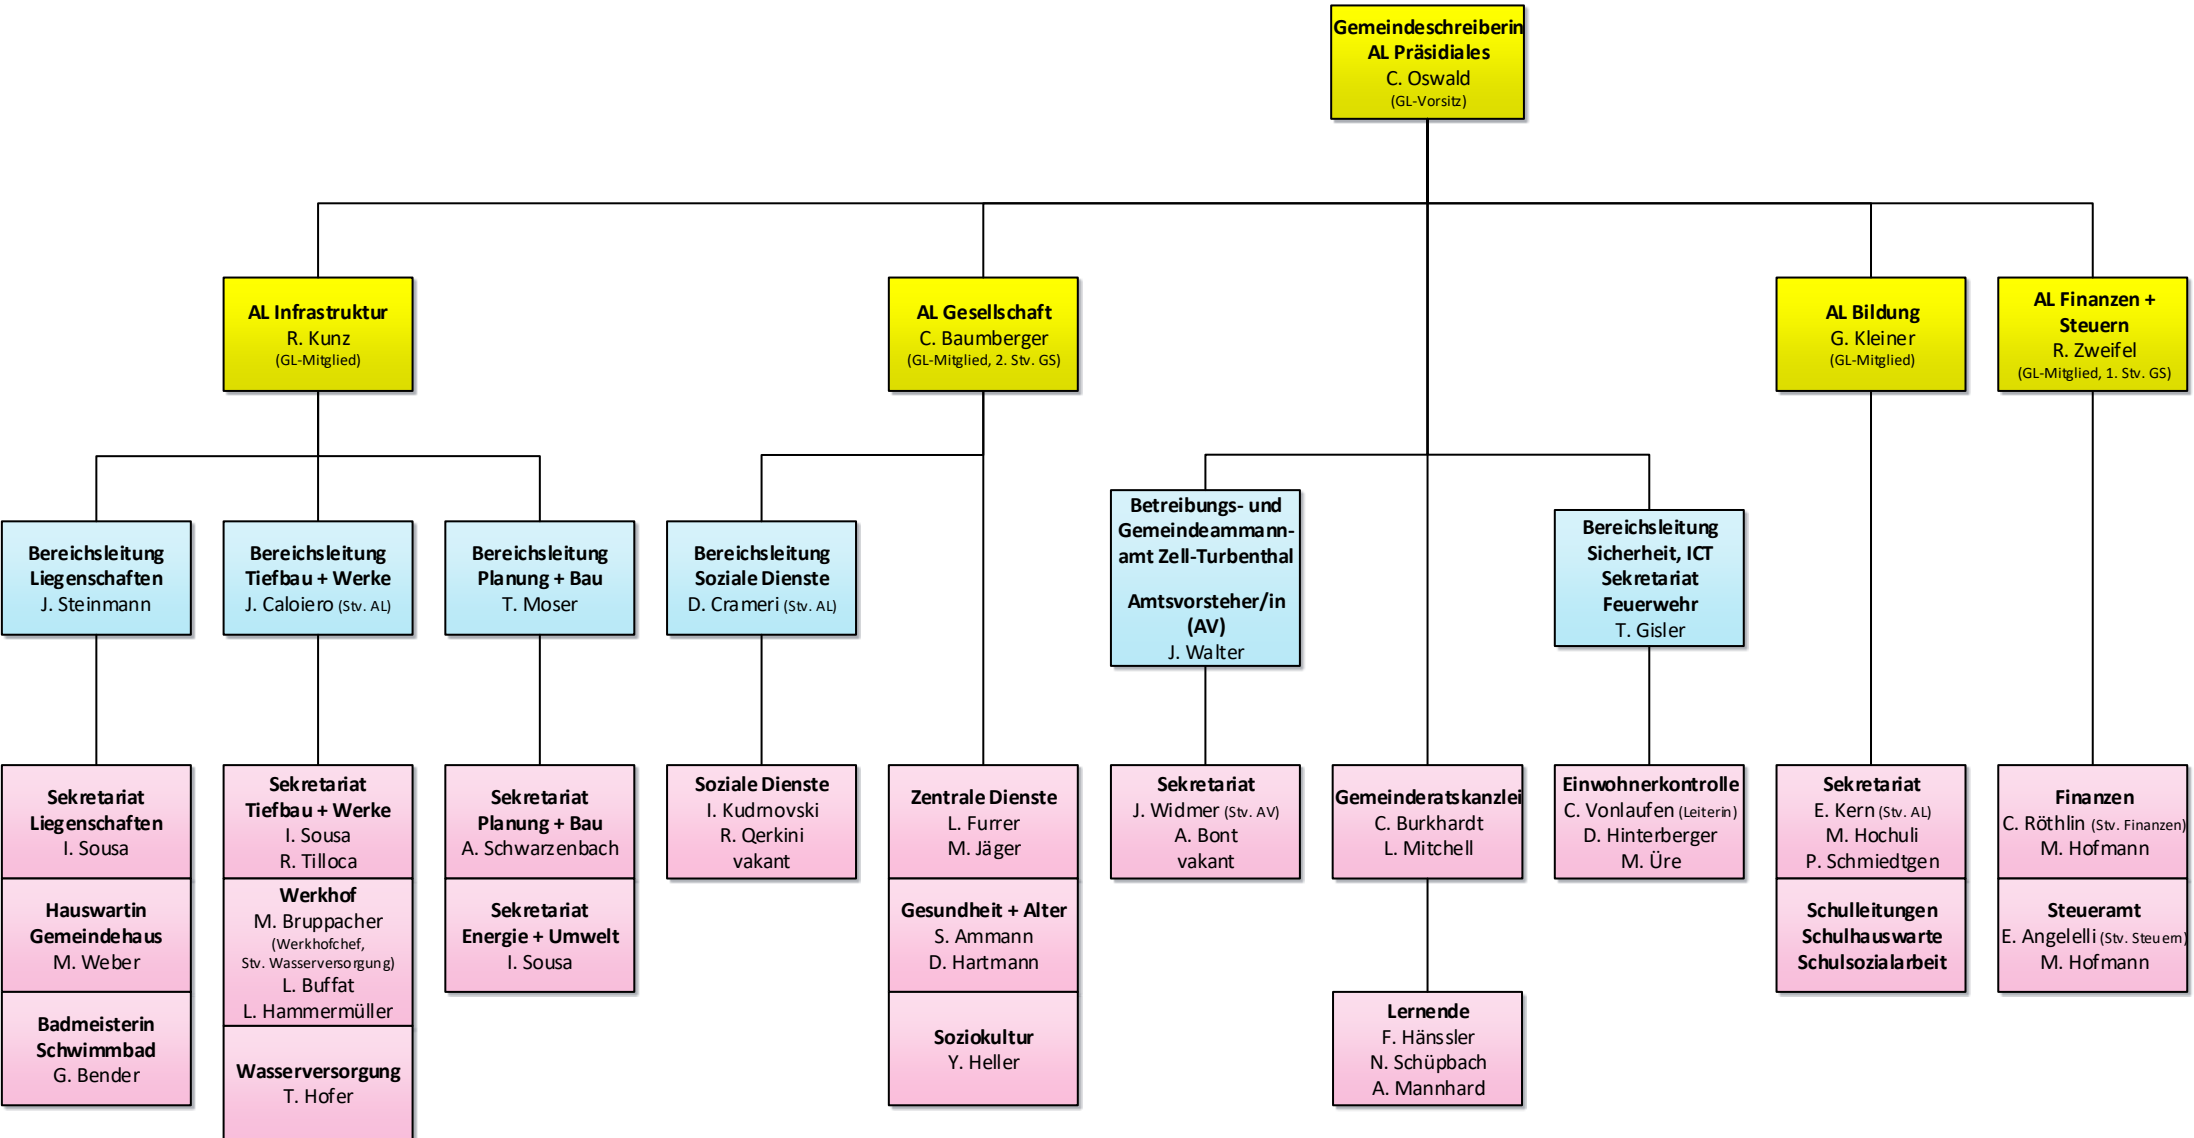 Gemeindeschreiberin
AL Präsidiales
C. Oswald
(GL-Vorsitz)
AL Infrastruktur
R. Kunz
(GL-Mitglied)
AL Gesellschaft
C. Baumberger
(GL-Mitglied, 2. Stv. GS)
AL Bildung
G. Kleiner
(GL-Mitglied)
AL Finanzen +
Steuern
R. Zweifel
(GL-Mitglied, 1. Stv. GS)
Bereichsleitung
Liegenschaften
J. Steinmann
Bereichsleitung
Tiefbau + Werke
J. Caloiero (Stv. AL)
Bereichsleitung
Planung + Bau
T. Moser
Bereichsleitung
Soziale Dienste
D. Crameri (Stv. AL)
Betreibungs- und
Gemeindeammann-
amt Zell-Turbenthal
Amtsvorsteher/in
(AV)
J. Walter
Bereichsleitung
Sicherheit, ICT
Sekretariat
Feuerwehr
T. Gisler
Sekretariat
Liegenschaften
I. Sousa
Hauswartin
Gemeindehaus
M. Weber
Badmeisterin
Schwimmbad
G. Bender
Sekretariat
Tiefbau + Werke
I. Sousa
R. Tilloca
Werkhof
M. Bruppacher
(Werkhofchef,
Stv. Wasserversorgung)
L. Buffat
L. Hammermüller
Wasserversorgung
T. Hofer
Sekretariat
Planung + Bau
A. Schwarzenbach
Sekretariat
Energie + Umwelt
I. Sousa
Soziale Dienste
I. Kudrnovski
R. Qerkini
vakant
Zentrale Dienste
L. Furrer
M. Jäger
Gesundheit + Alter
S. Ammann
D. Hartmann
Soziokultur
Y. Heller
Sekretariat
J. Widmer (Stv. AV)
A. Bont
vakant
Gemeinderatskanzlei
C. Burkhardt
L. Mitchell
Lernende
F. Hänssler
N. Schüpbach
A. Mannhard
Einwohnerkontrolle
C. Vonlaufen (Leiterin)
D. Hinterberger
M. Üre
Sekretariat
E. Kern (Stv. AL)
M. Hochuli
P. Schmiedtgen
Schulleitungen
Schulhauswarte
Schulsozialarbeit
Finanzen
C. Röthlin (Stv. Finanzen)
M. Hofmann
Steueramt
E. Angelelli (Stv. Steuern)
M. Hofmann